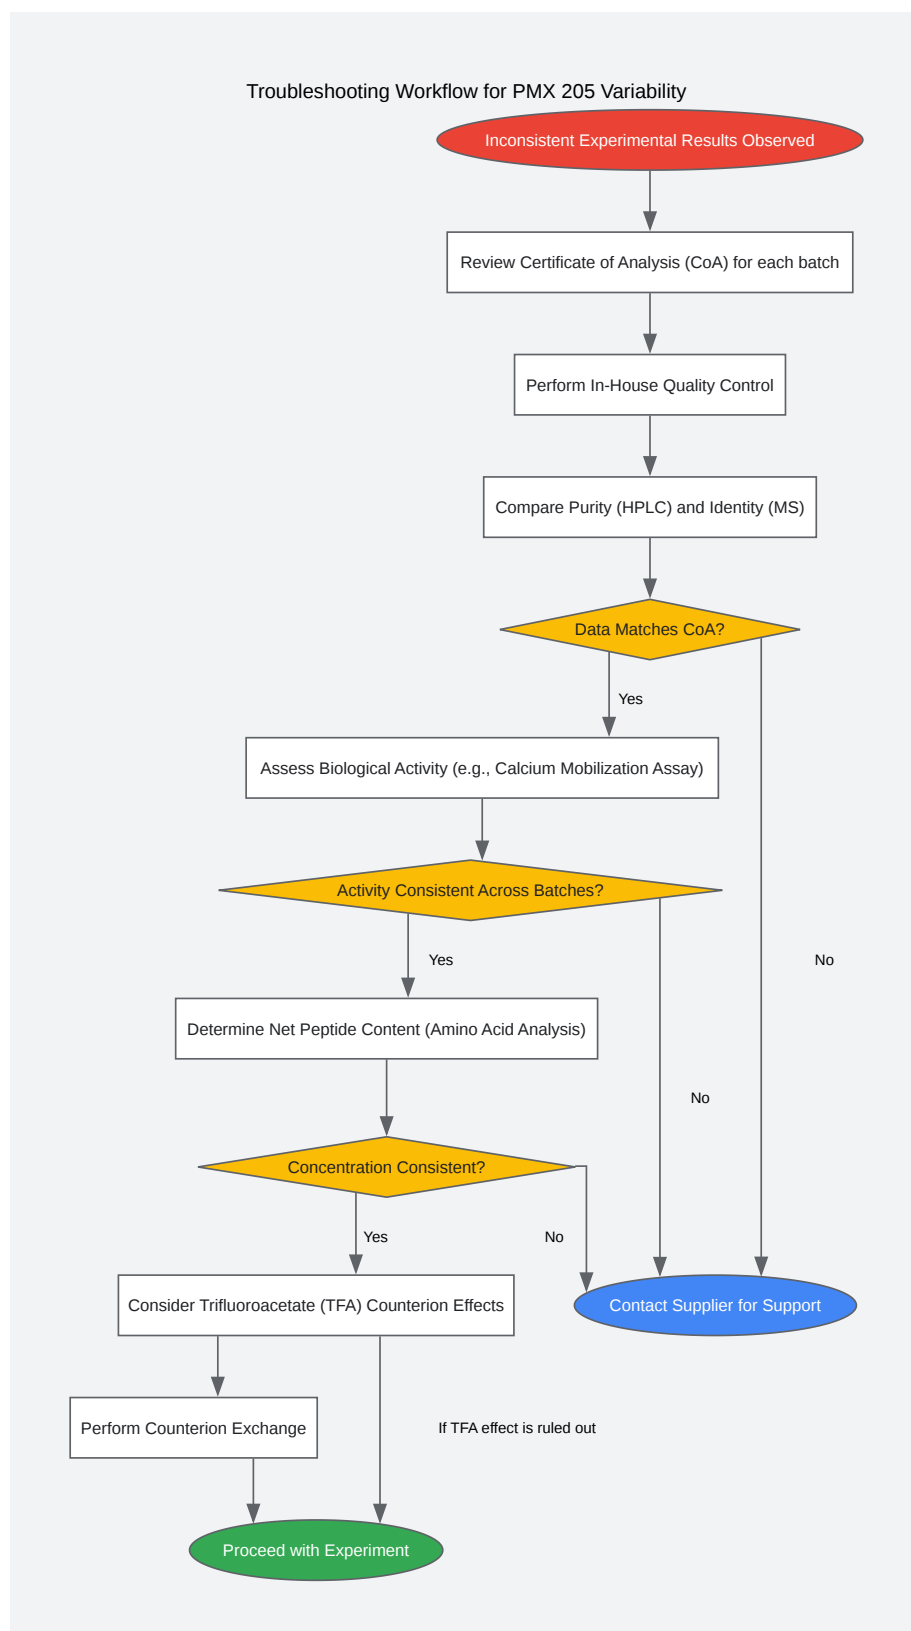 Troubleshooting Workflow for PMX 205 Variability
Inconsistent Experimental Results Observed
Review Certificate of Analysis (CoA) for each batch
Perform In-House Quality Control
Compare Purity (HPLC) and Identity (MS)
Data Matches CoA?
Yes
Assess Biological Activity (e.g., Calcium Mobilization Assay)
Activity Consistent Across Batches?
Yes
No
Determine Net Peptide Content (Amino Acid Analysis)
No
Concentration Consistent?
Yes
No
Consider Trifluoroacetate (TFA) Counterion Effects
Contact Supplier for Support
Perform Counterion Exchange
If TFA effect is ruled out
Proceed with Experiment